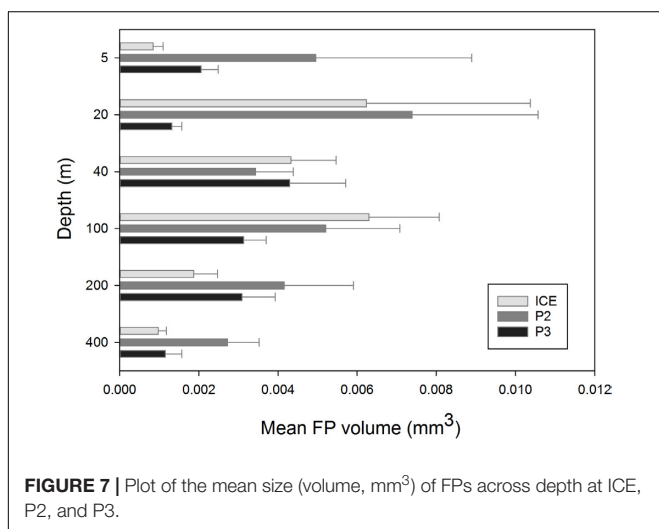 5
20
40
100
200
400
Depth (m)
ICE
P2
P3
0.000 0.002 0.004 0.006 0.008 0.010 0.012
Mean FP volume (mm³)
FIGURE 7 | Plot of the mean size (volume, mm³) of FPs across depth at ICE,
P2, and P3.